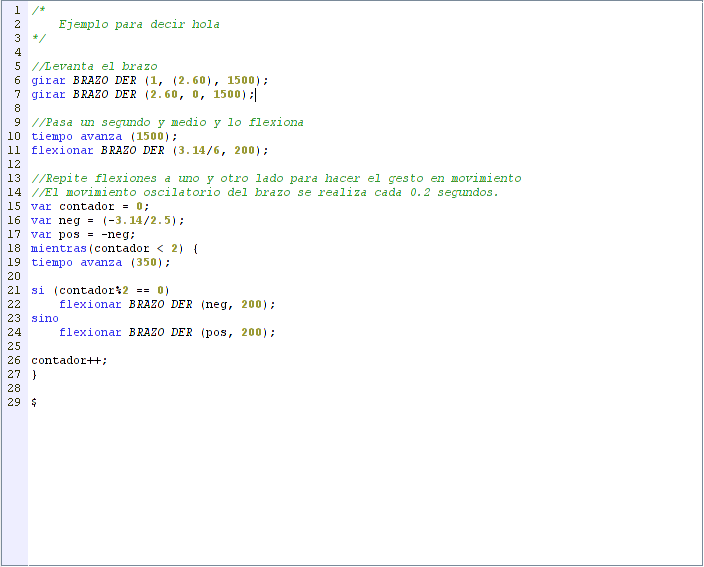 1 /*
2     Ejemplo para decir hola
3 */
4
5 //Levanta el brazo
6 girar BRAZO DER (1, (2.60), 1500);
7 girar BRAZO DER (2.60, 0, 1500);
8
9 //Pasa un segundo y medio y lo flexiona
10 tiempo avanza (1500);
11 flexionar BRAZO DER (3.14/6, 200);
12
13 //Repite flexiones a uno y otro lado para hacer el gesto en movimiento
14 //El movimiento oscilatorio del brazo se realiza cada 0.2 segundos.
15 var contador = 0;
16 var neg = (-3.14/2.5);
17 var pos = -neg;
18 mientras(contador < 2) {
19 tiempo avanza (350);
20
21 si (contador%2 == 0)
22     flexionar BRAZO DER (neg, 200);
23 sino
24     flexionar BRAZO DER (pos, 200);
25
26 contador++;
27 }
28
29 $